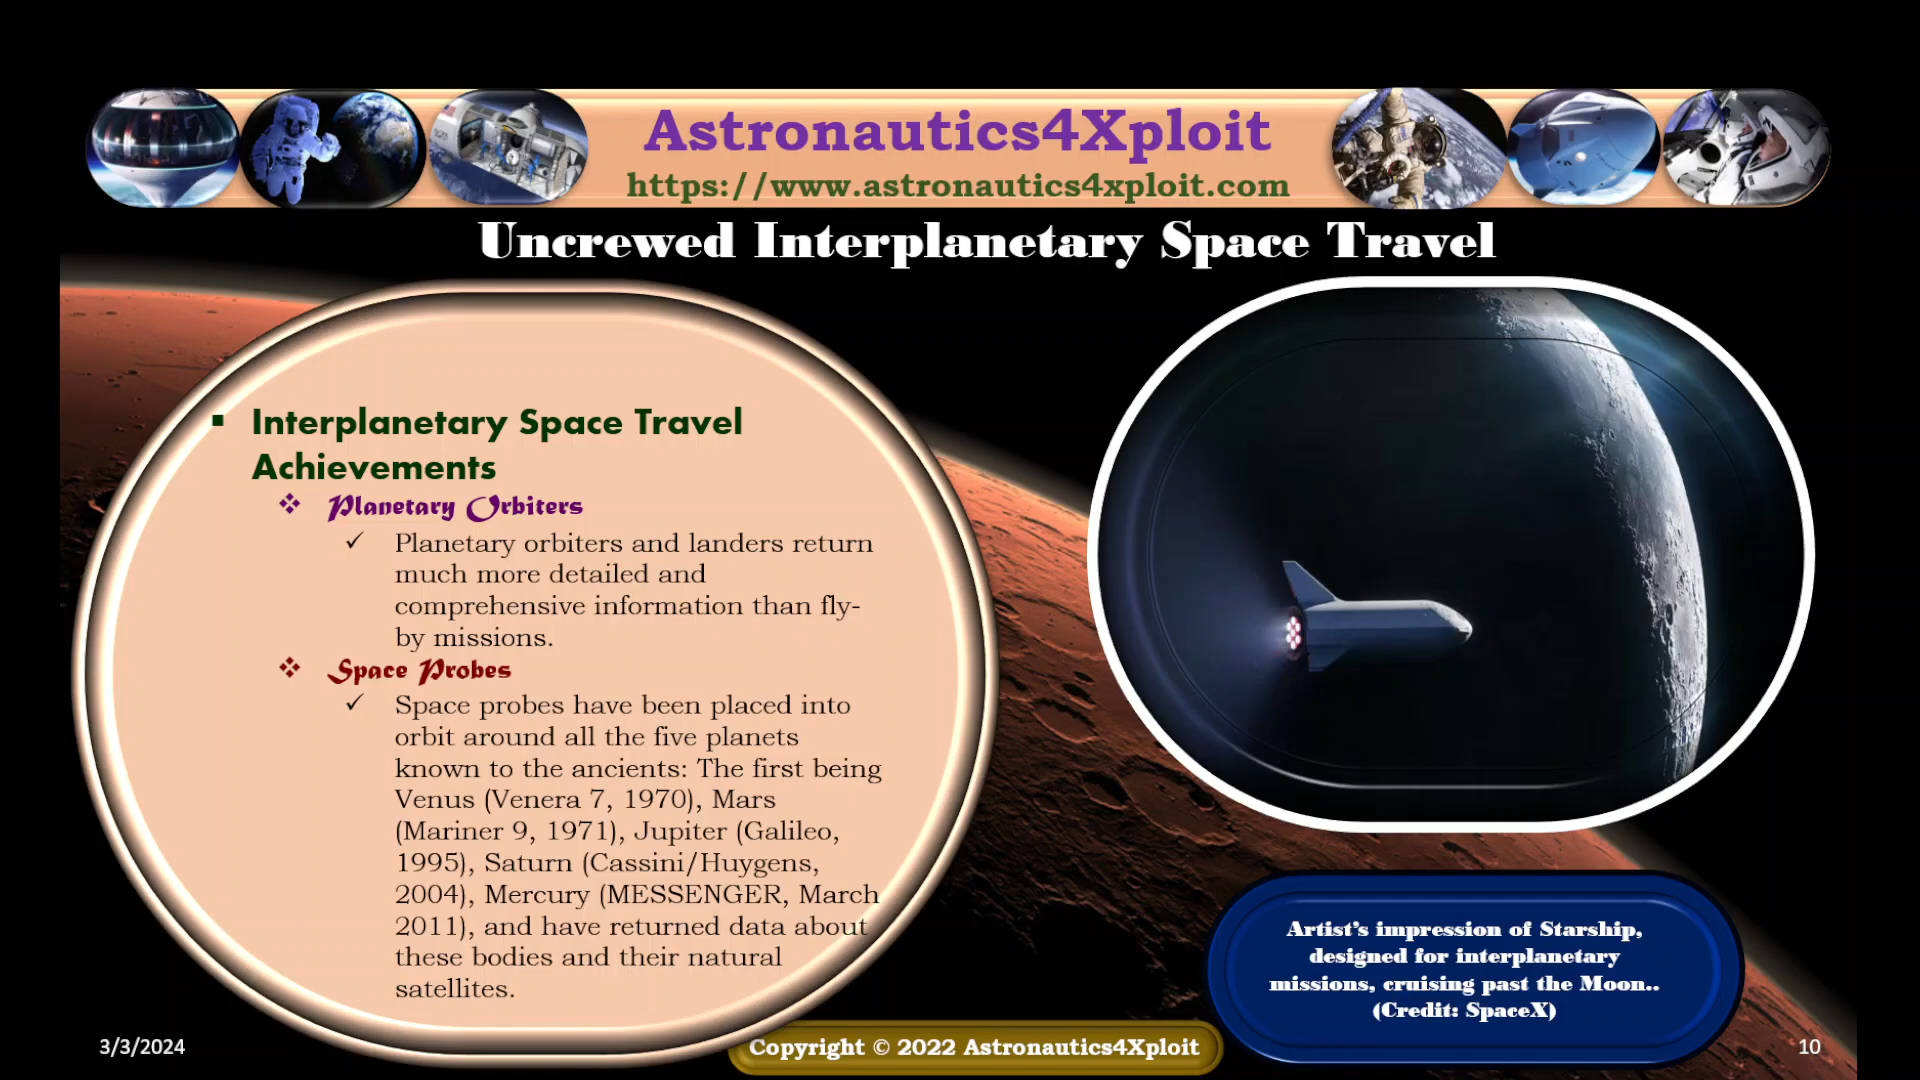 Astronautics4Xploit
https://www.astronautics4xploit.com
Uncrewed Interplanetary Space Travel
Interplanetary Space Travel
Achievements
Planetary Orbiters
Planetary orbiters and landers return
much more detailed and
comprehensive information than fly-
by missions.
Space Probes
Space probes have been placed into
orbit around all the five planets
known to the ancients: The first being
Venus (Venera 7, 1970), Mars
(Mariner 9, 1971), Jupiter (Galileo,
1995), Saturn (Cassini/Huygens,
2004), Mercury (MESSENGER, March
2011), and have returned data about
these bodies and their natural
satellites.
Artist's impression of Starship,
designed for interplanetary
missions, cruising past the Moon..
(Credit: SpaceX)
3/3/2024
Copyright © 2022 Astronautics4Xploit
10